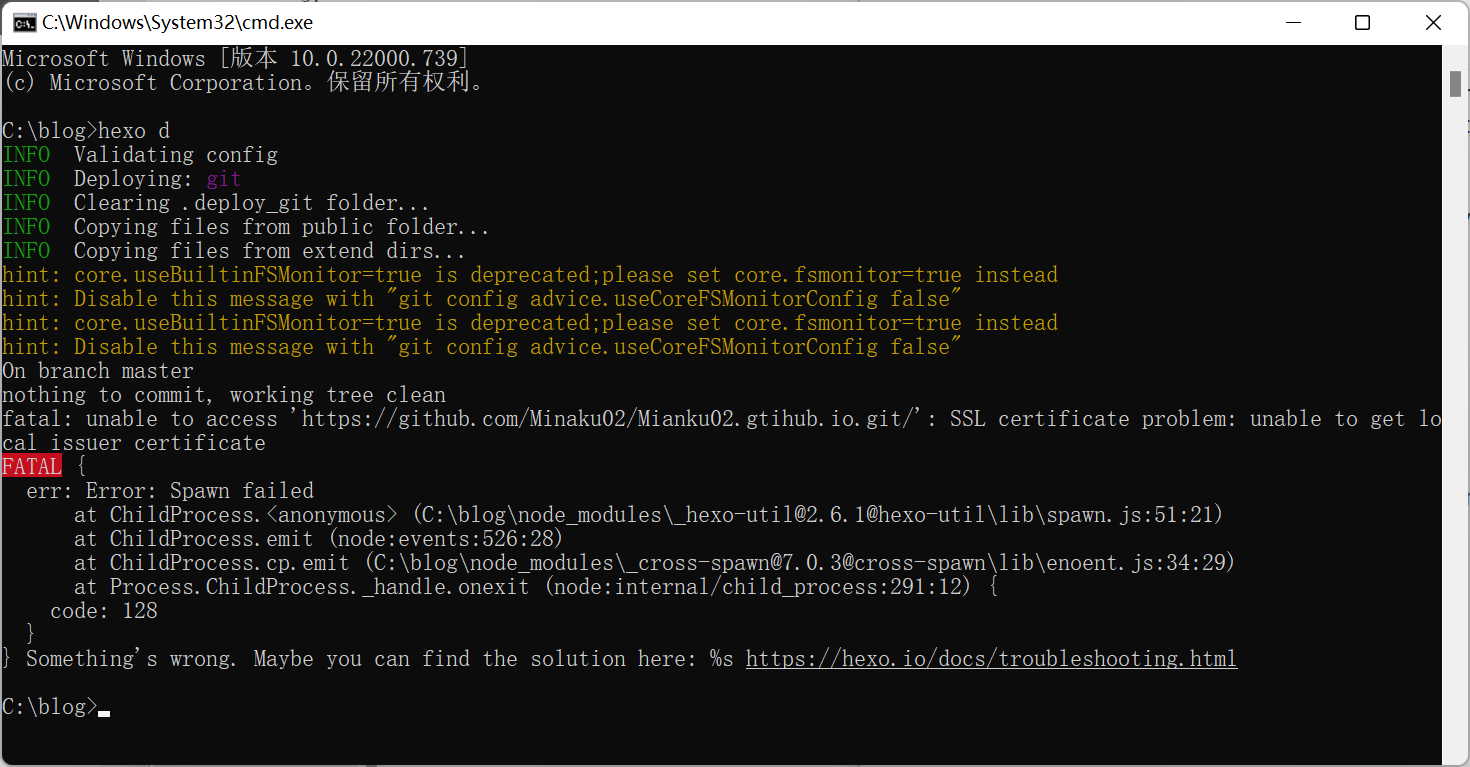 C:\Windows\System32\cmd.exe
Microsoft Windows [版本 10.0.22000.739]
(c) Microsoft Corporation。保留所有权利。
C:\blog>hexo d
INFO  Validating config
INFO  Deploying: git
INFO  Clearing .deploy_git folder...
INFO  Copying files from public folder...
INFO  Copying files from extend dirs...
hint: core.useBuiltinFSMonitor=true is deprecated;please set core.fsmonitor=true instead
hint: Disable this message with "git config advice.useCoreFSMonitorConfig false"
hint: core.useBuiltinFSMonitor=true is deprecated;please set core.fsmonitor=true instead
hint: Disable this message with "git config advice.useCoreFSMonitorConfig false"
On branch master
nothing to commit, working tree clean
fatal: unable to access 'https://github.com/Minaku02/Mianku02.gtihub.io.git/': SSL certificate problem: unable to get lo
cal issuer certificate
FATAL {
  err: Error: Spawn failed
      at ChildProcess.<anonymous> (C:\blog\node_modules\_hexo-util@2.6.1@hexo-util\lib\spawn.js:51:21)
      at ChildProcess.emit (node:events:526:28)
      at ChildProcess.cp.emit (C:\blog\node_modules\_cross-spawn@7.0.3@cross-spawn\lib\enoent.js:34:29)
      at Process.ChildProcess._handle.onexit (node:internal/child_process:291:12) {
    code: 128
  }
} Something's wrong. Maybe you can find the solution here: %s https://hexo.io/docs/troubleshooting.html
C:\blog>